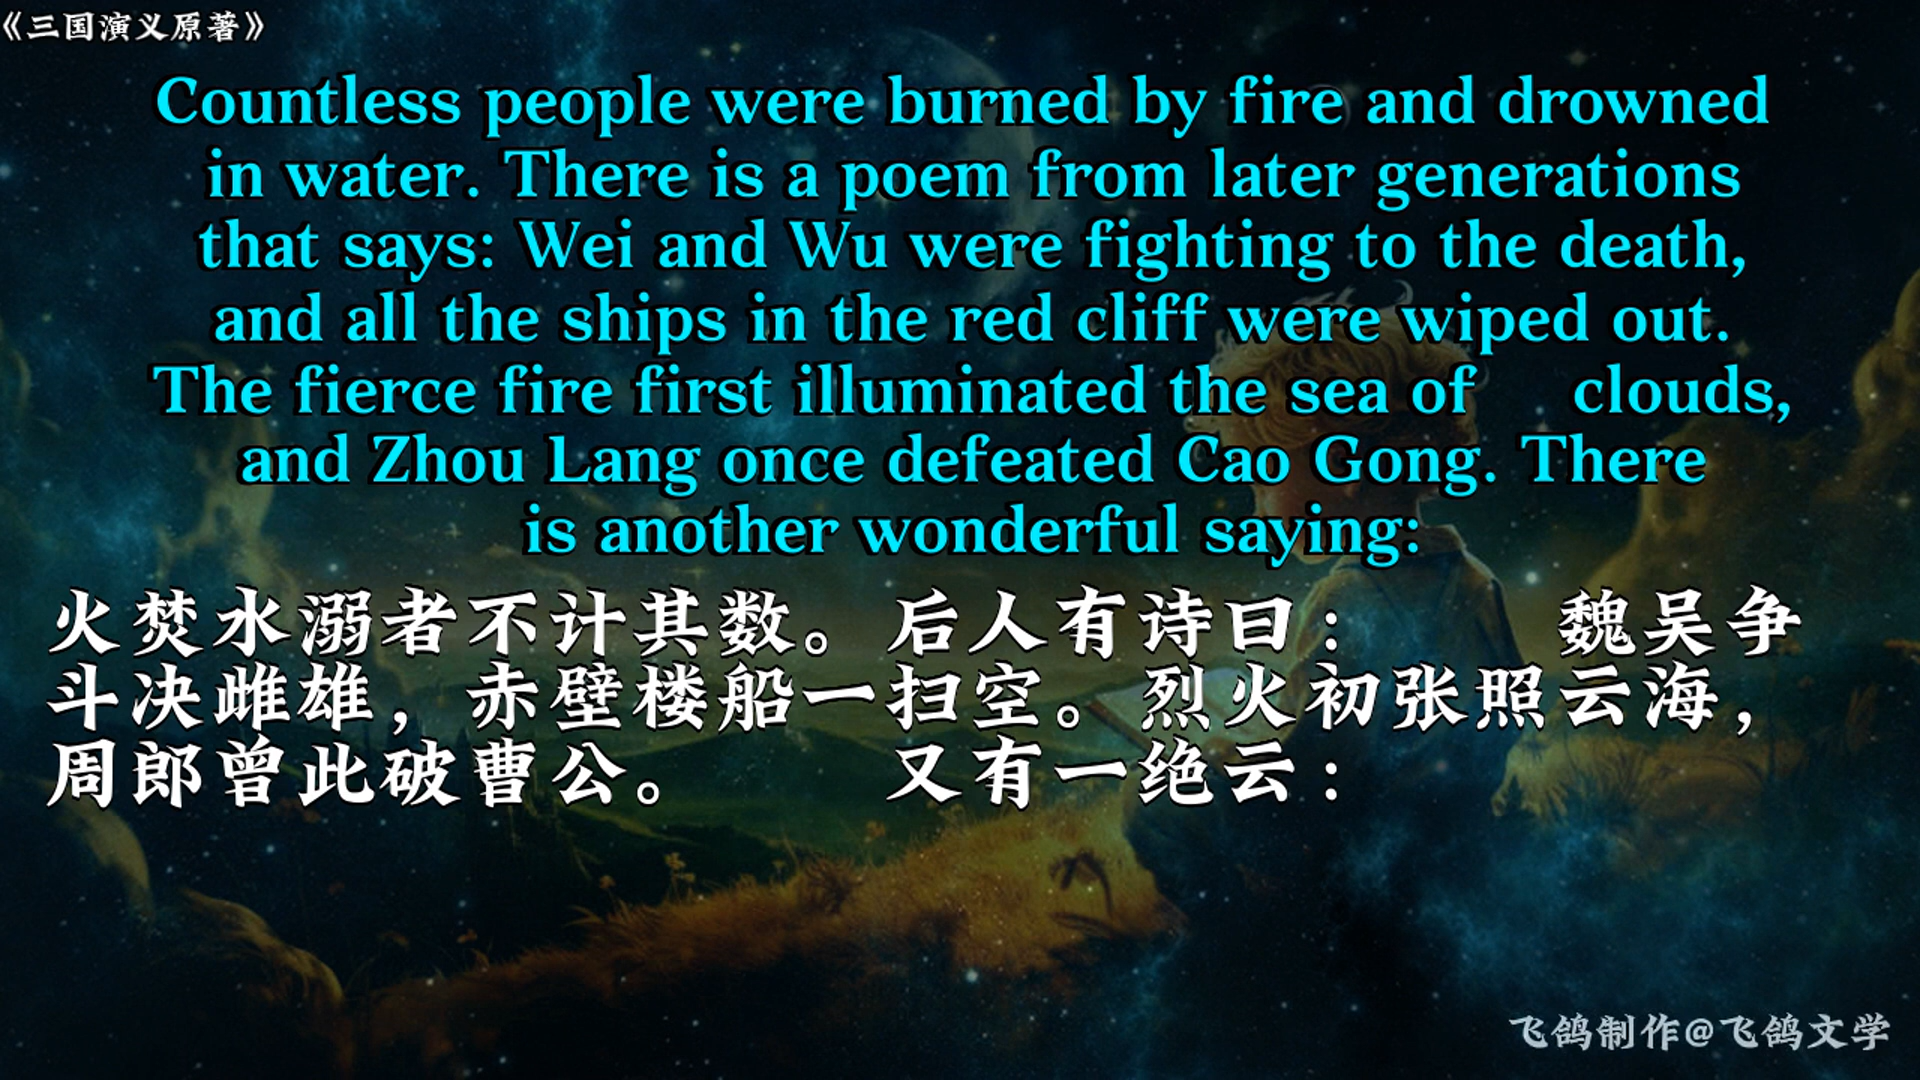 《三国演义原著》
Countless people were burned by fire and drowned
in water. There is a poem from later generations
that says: Wei and Wu were fighting to the death,
and all the ships in the red cliff were wiped out.
The fierce fire first illuminated the sea of clouds,
and Zhou Lang once defeated Cao Gong. There
is another wonderful saying:
火焚水溺者不计其数。后人有诗曰： 魏吴争
斗决雌雄，赤壁楼船一扫空。烈火初张照云海，
周郎曾此破曹公。 又有一绝云：
飞鸽制作@飞鸽文学